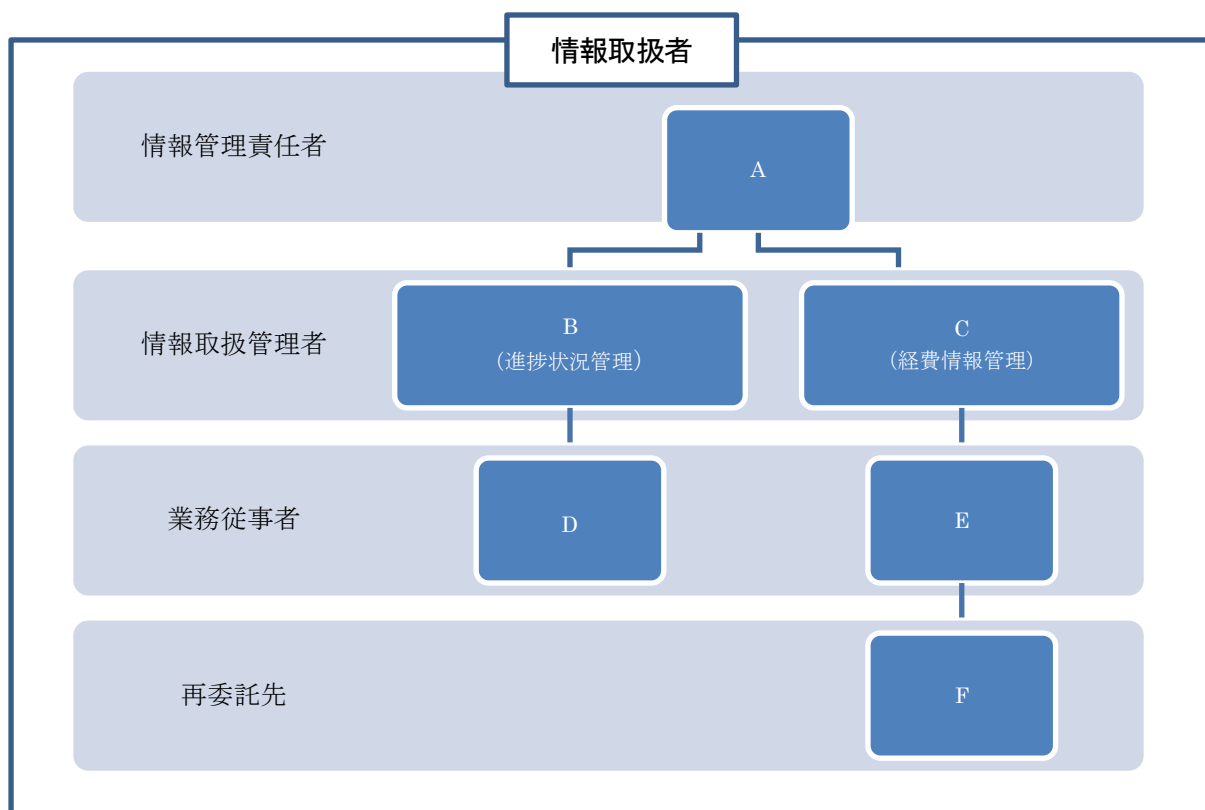 情報取扱者
情報管理責任者
A
情報取扱管理者
B
（進捗状況管理）
C
（経費情報管理）
業務従事者
D
E
再委託先
F